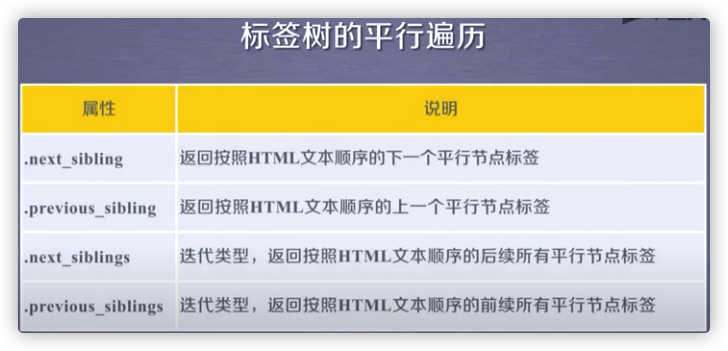 标签树的平行遍历
属性 说明
.next_sibling 返回按照HTML文本顺序的下一个平行节点标签
.previous_sibling 返回按照HTML文本顺序的上一个平行节点标签
.next_siblings 迭代类型，返回按照HTML文本顺序的后续所有平行节点标签
.previous_siblings 迭代类型，返回按照HTML文本顺序的前续所有平行节点标签